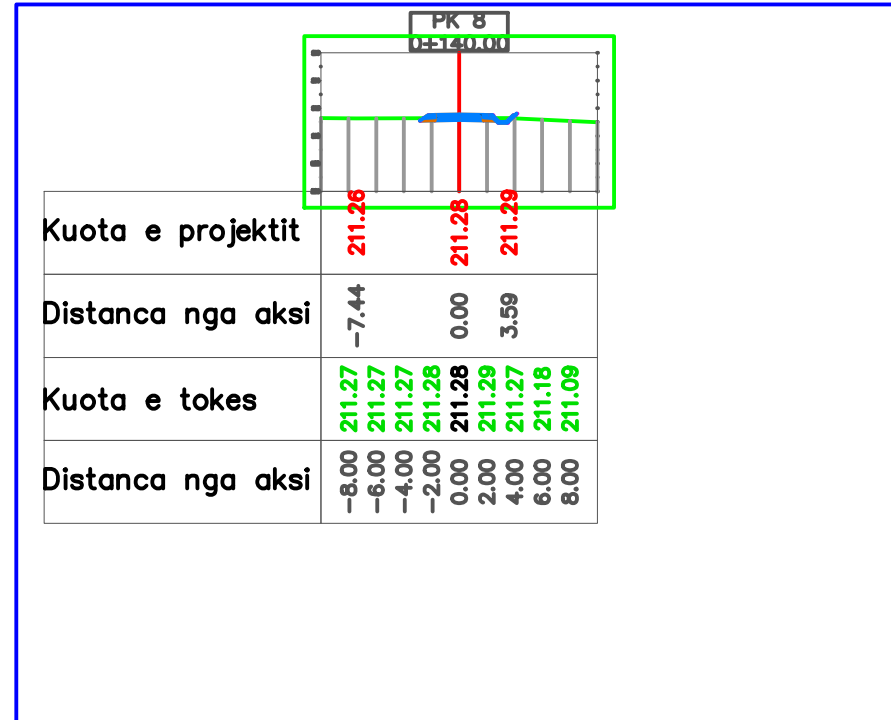 PK 8
0+140.00
Kuota e projektit 211.26 211.28 211.29
Distanca nga aksi -7.44 0.00 3.59
Kuota e tokes 211.27 211.27 211.27 211.28 211.28 211.29 211.27 211.18 211.09
Distanca nga aksi -8.00 -6.00 -4.00 -2.00 0.00 2.00 4.00 6.00 8.00